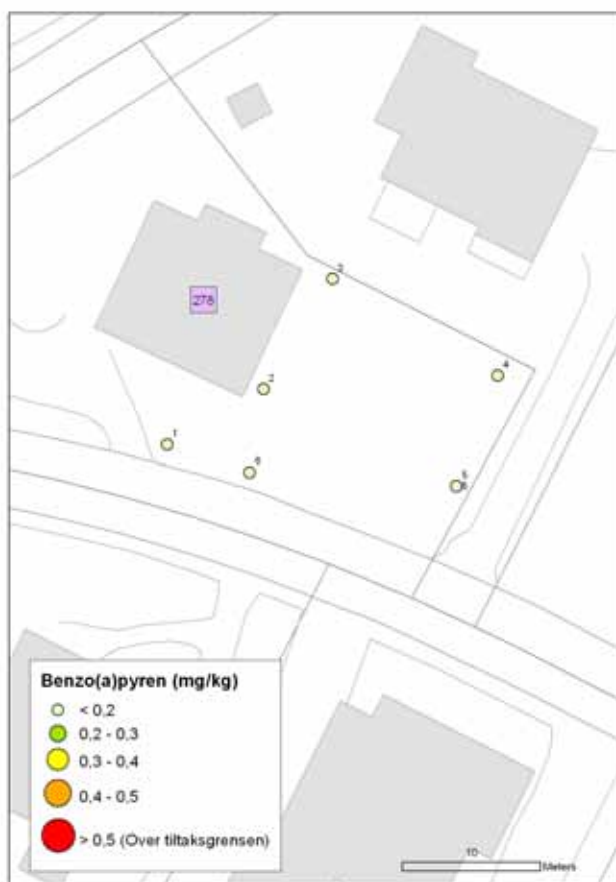 3
278
4
2
1
6
5
Benzo(a)pyren (mg/kg)
< 0,2
0,2 - 0,3
0,3 - 0,4
0,4 - 0,5
> 0,5 (Over tiltaksgrensen)
10
Meters